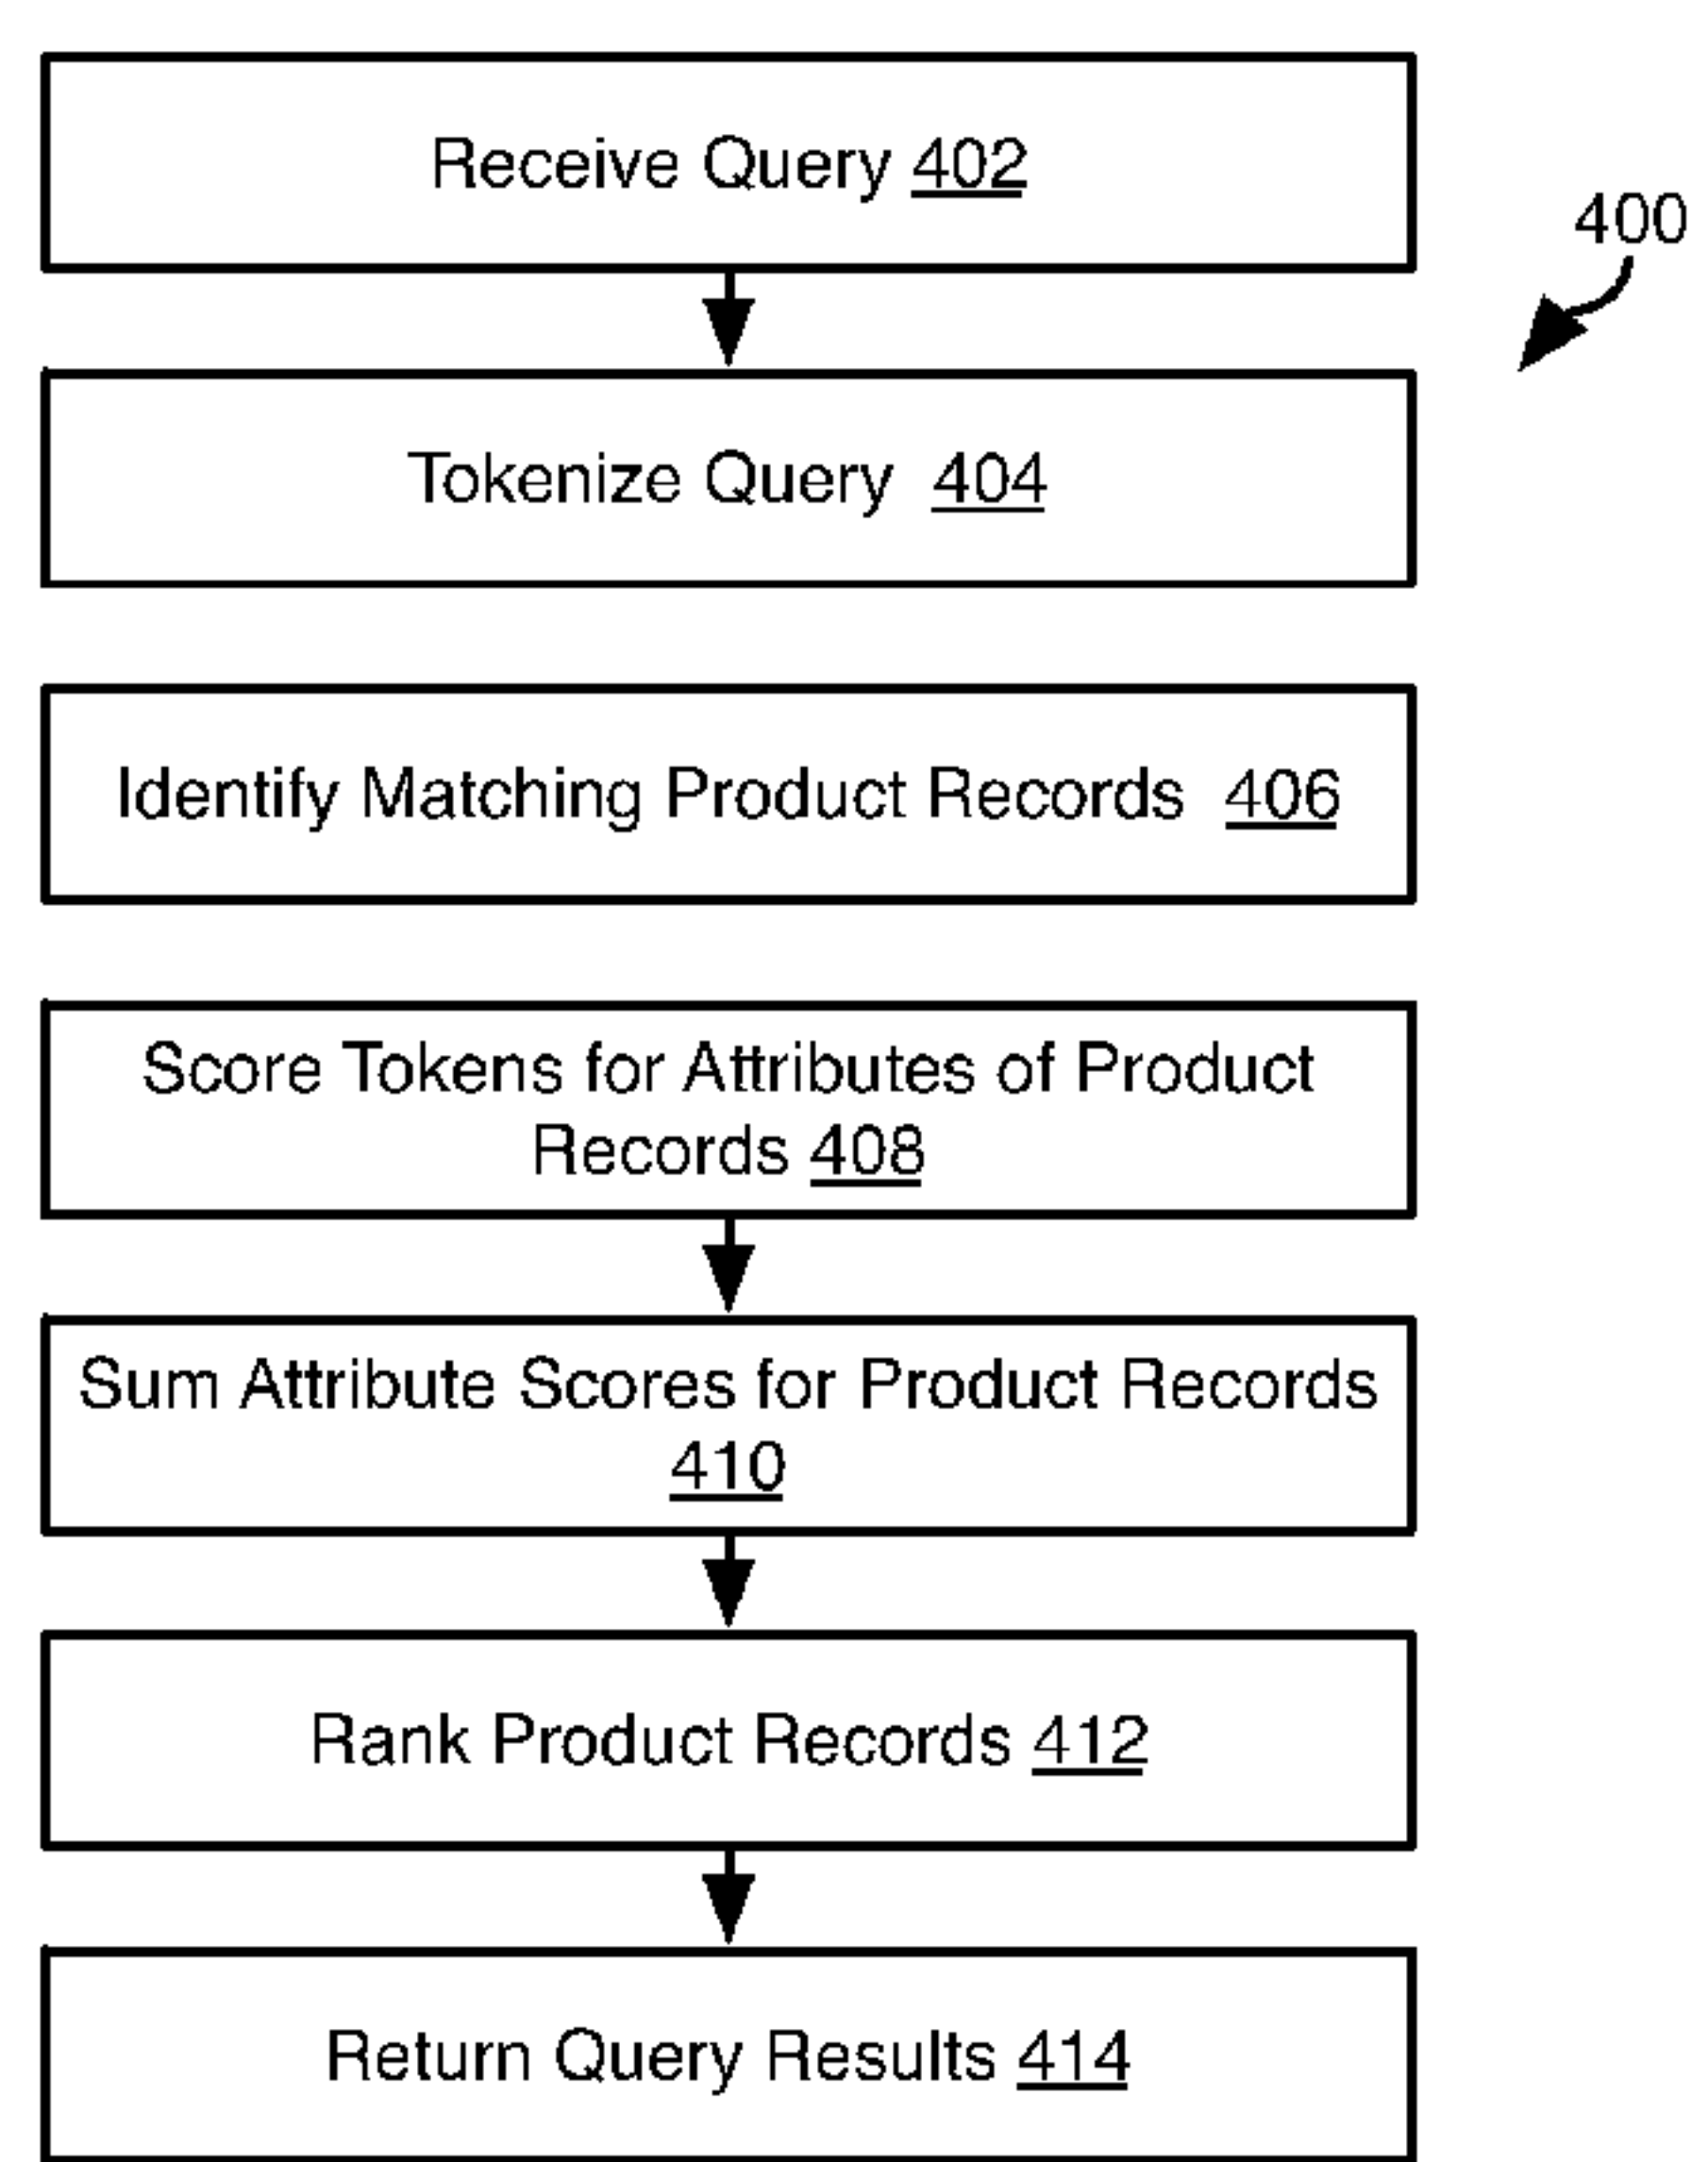 Receive Query 402
400
Tokenize Query 404
Identify Matching Product Records 406
Score Tokens for Attributes of Product
Records 408
Sum Attribute Scores for Product Records
410
Rank Product Records 412
Return Query Results 414